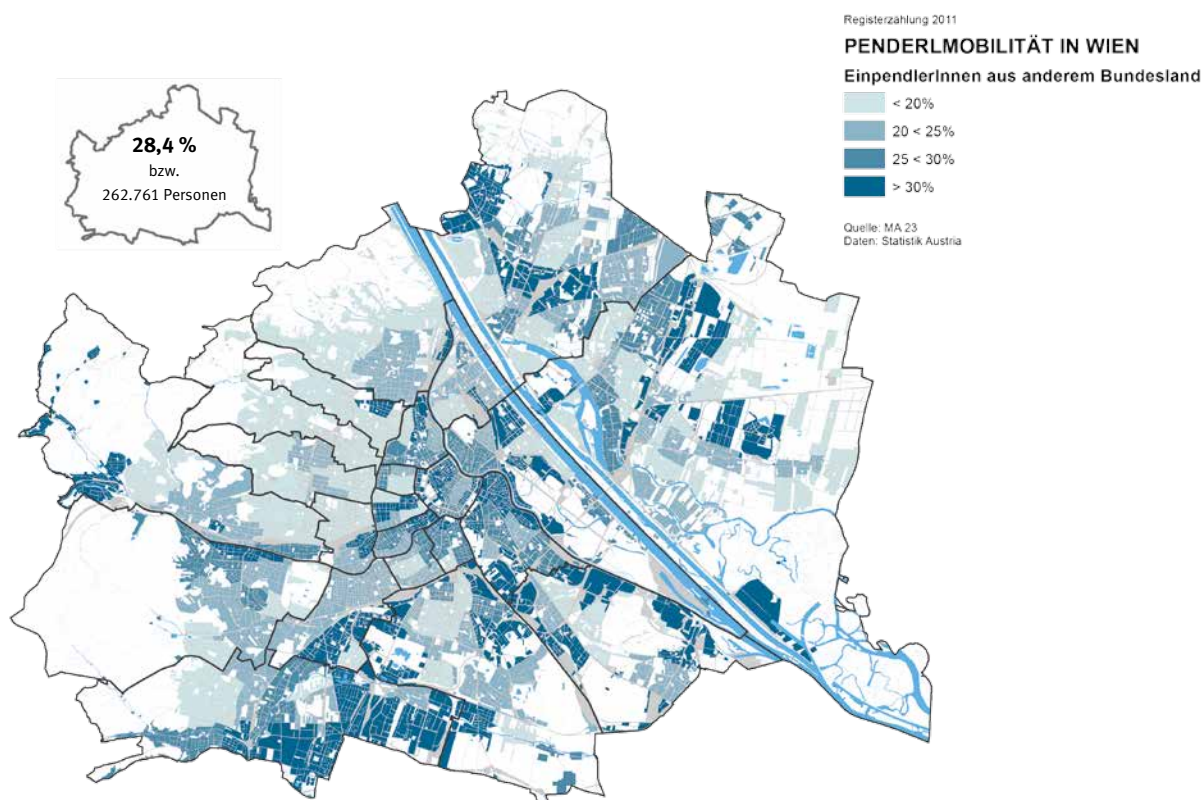 Registerzählung 2011
PENDERLMOBILITÄT IN WIEN
EinpendlerInnen aus anderem Bundesland
< 20%
20 < 25%
25 < 30%
> 30%
Quelle: MA 23
Daten: Statistik Austria
28,4 %
bzw.
262.761 Personen